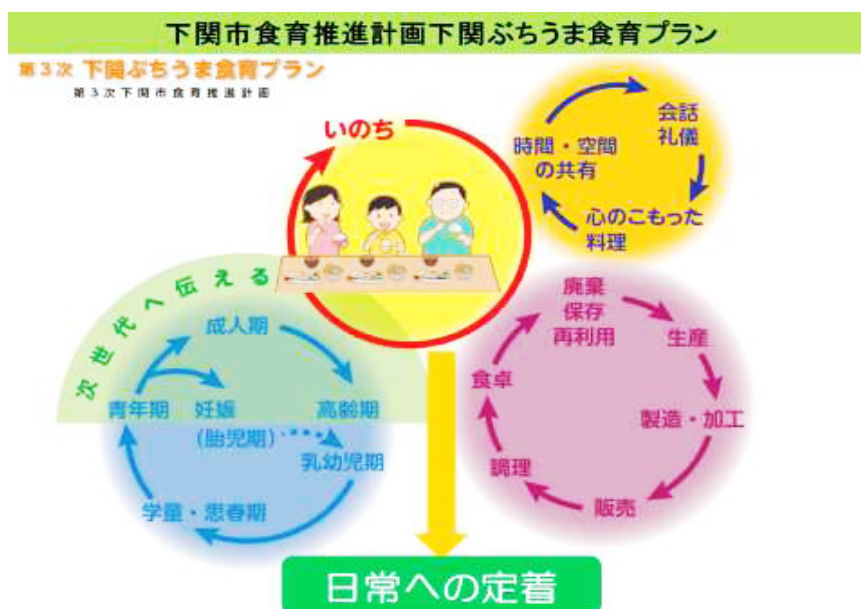 下関市食育推進計画下関ぶちうま食育プラン
第3次 下関ぶちうま食育プラン
第3次下関市食育推進計画
いのち
会話
礼儀
時間・空間
の共有
心のこもった
料理
次世代へ伝える
成人期
青年期
妊娠
(胎児期)
高齢期
乳幼児期
学童・思春期
廃棄
保存
再利用
生産
食卓
製造・加工
調理
販売
日常への定着